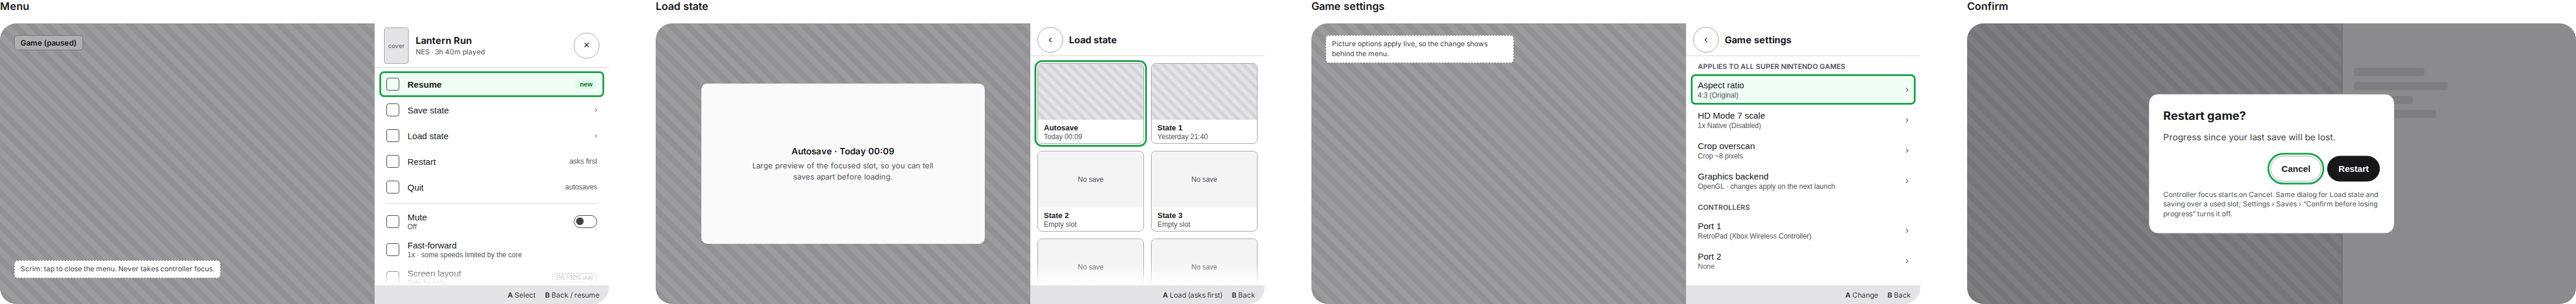 Menu
Game (paused)
cover
Lantern Run
NES · 3h 40m played
×
Resume
new
Save state
›
Load state
›
Restart
asks first
Quit
autosaves
Mute
Off
Fast-forward
1x · some speeds limited by the core
Screen layout
DS / 3DS only
Scrim: tap to close the menu. Never takes controller focus.
A Select B Back / resume
Load state
‹ Load state
Autosave · Today 00:09
Large preview of the focused slot, so you can tell
saves apart before loading.
Autosave
Today 00:09
State 1
Yesterday 21:40
No save
State 2
Empty slot
No save
State 3
Empty slot
No save
No save
A Load (asks first) B Back
Game settings
Picture options apply live, so the change shows
behind the menu.
‹ Game settings
APPLIES TO ALL SUPER NINTENDO GAMES
Aspect ratio
4:3 (Original)
›
HD Mode 7 scale
1x Native (Disabled)
›
Crop overscan
Crop ~8 pixels
›
Graphics backend
OpenGL · changes apply on the next launch
›
CONTROLLERS
Port 1
RetroPad (Xbox Wireless Controller)
›
Port 2
None
›
A Change B Back
Confirm
Restart game?
Progress since your last save will be lost.
Cancel
Restart
Controller focus starts on Cancel. Same dialog for Load state and
saving over a used slot; Settings › Saves › “Confirm before losing
progress” turns it off.